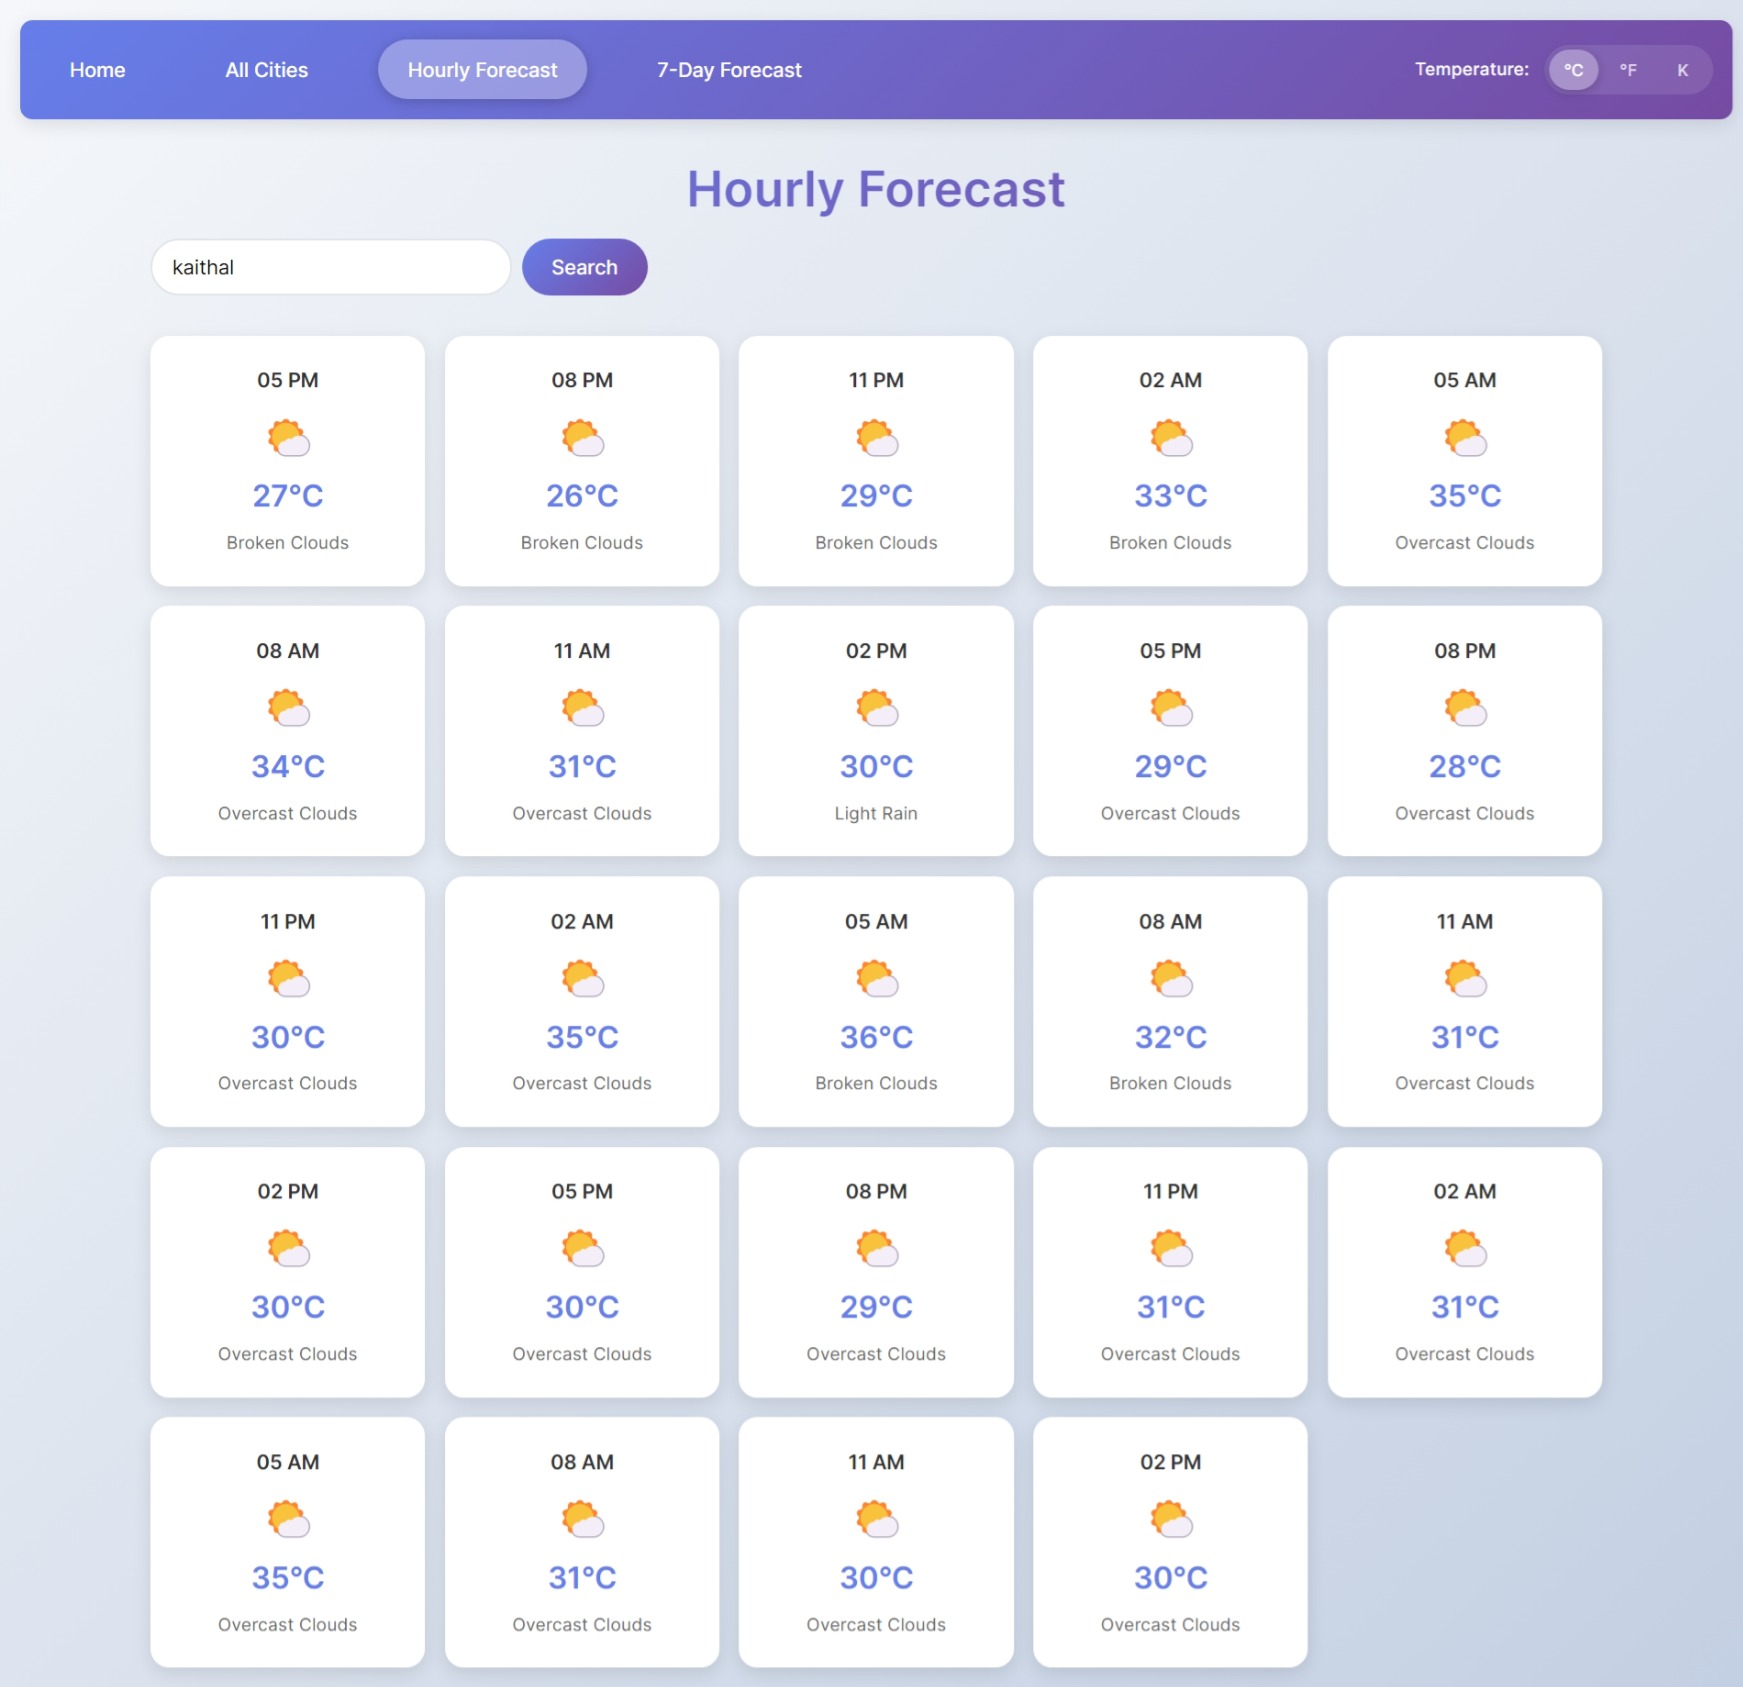 Home All Cities Hourly Forecast 7-Day Forecast Temperature: °C °F K
Hourly Forecast
kaithal Search
05 PM
27°C
Broken Clouds
08 PM
26°C
Broken Clouds
11 PM
29°C
Broken Clouds
02 AM
33°C
Broken Clouds
05 AM
35°C
Overcast Clouds
08 AM
34°C
Overcast Clouds
11 AM
31°C
Overcast Clouds
02 PM
30°C
Light Rain
05 PM
29°C
Overcast Clouds
08 PM
28°C
Overcast Clouds
11 PM
30°C
Overcast Clouds
02 AM
35°C
Overcast Clouds
05 AM
36°C
Broken Clouds
08 AM
32°C
Broken Clouds
11 AM
31°C
Overcast Clouds
02 PM
30°C
Overcast Clouds
05 PM
30°C
Overcast Clouds
08 PM
29°C
Overcast Clouds
11 PM
31°C
Overcast Clouds
02 AM
31°C
Overcast Clouds
05 AM
35°C
Overcast Clouds
08 AM
31°C
Overcast Clouds
11 AM
30°C
Overcast Clouds
02 PM
30°C
Overcast Clouds